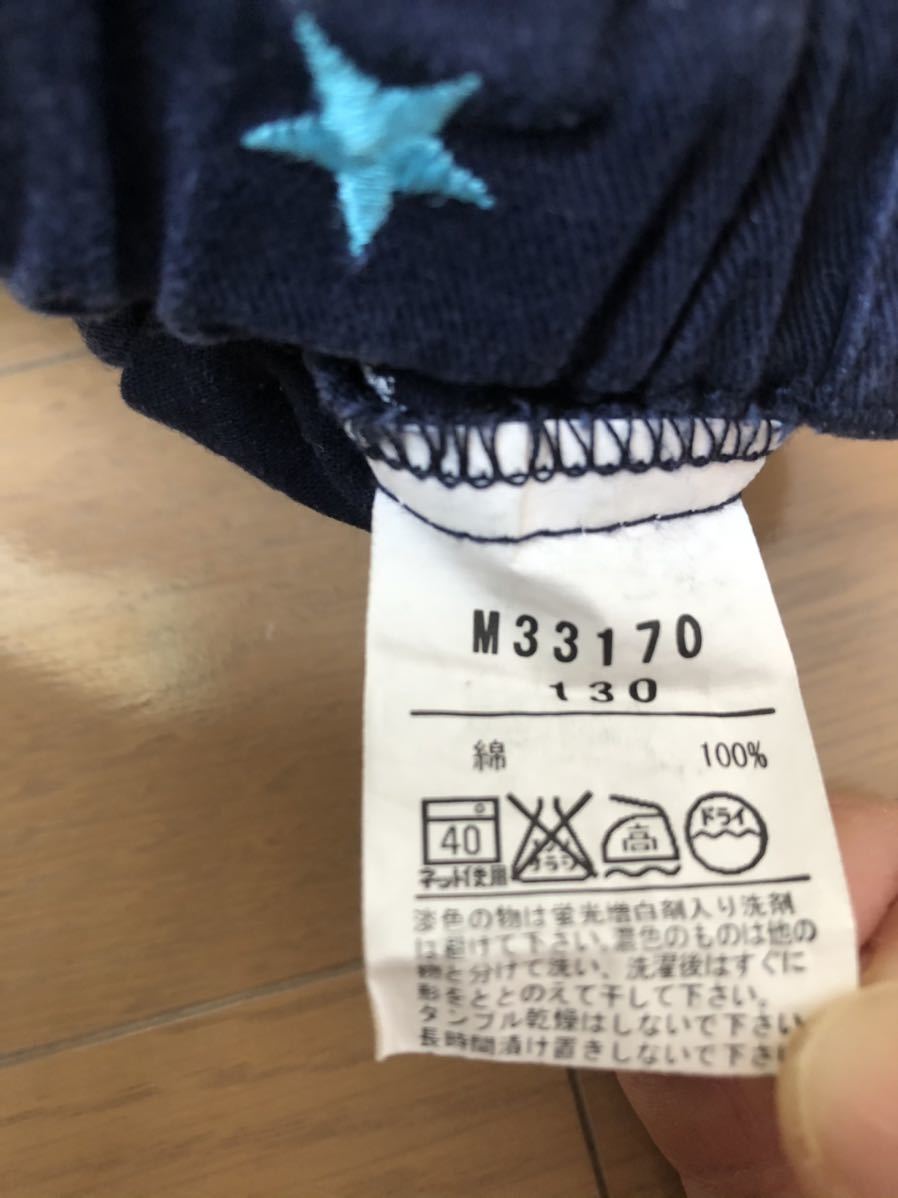 M33170
130
綿 100%
40 エンソ サラシ 高 ドライ
ネット使用
淡色の物は蛍光増白剤入り洗剤
は避けて下さい。濃色のものは他の
物と分けて洗い、洗濯後はすぐに
形をととのえて干して下さい。
タンブル乾燥はしないで下さい
長時間漬け置きしないで下さい